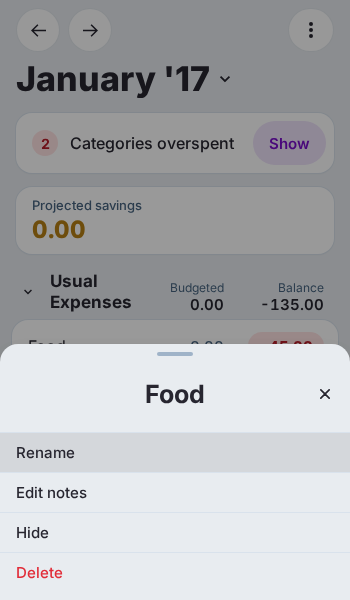 January '17
2 Categories overspent Show
Projected savings
0.00
Usual Expenses
Budgeted
0.00
Balance
-135.00
Food
Rename
Edit notes
Hide
Delete